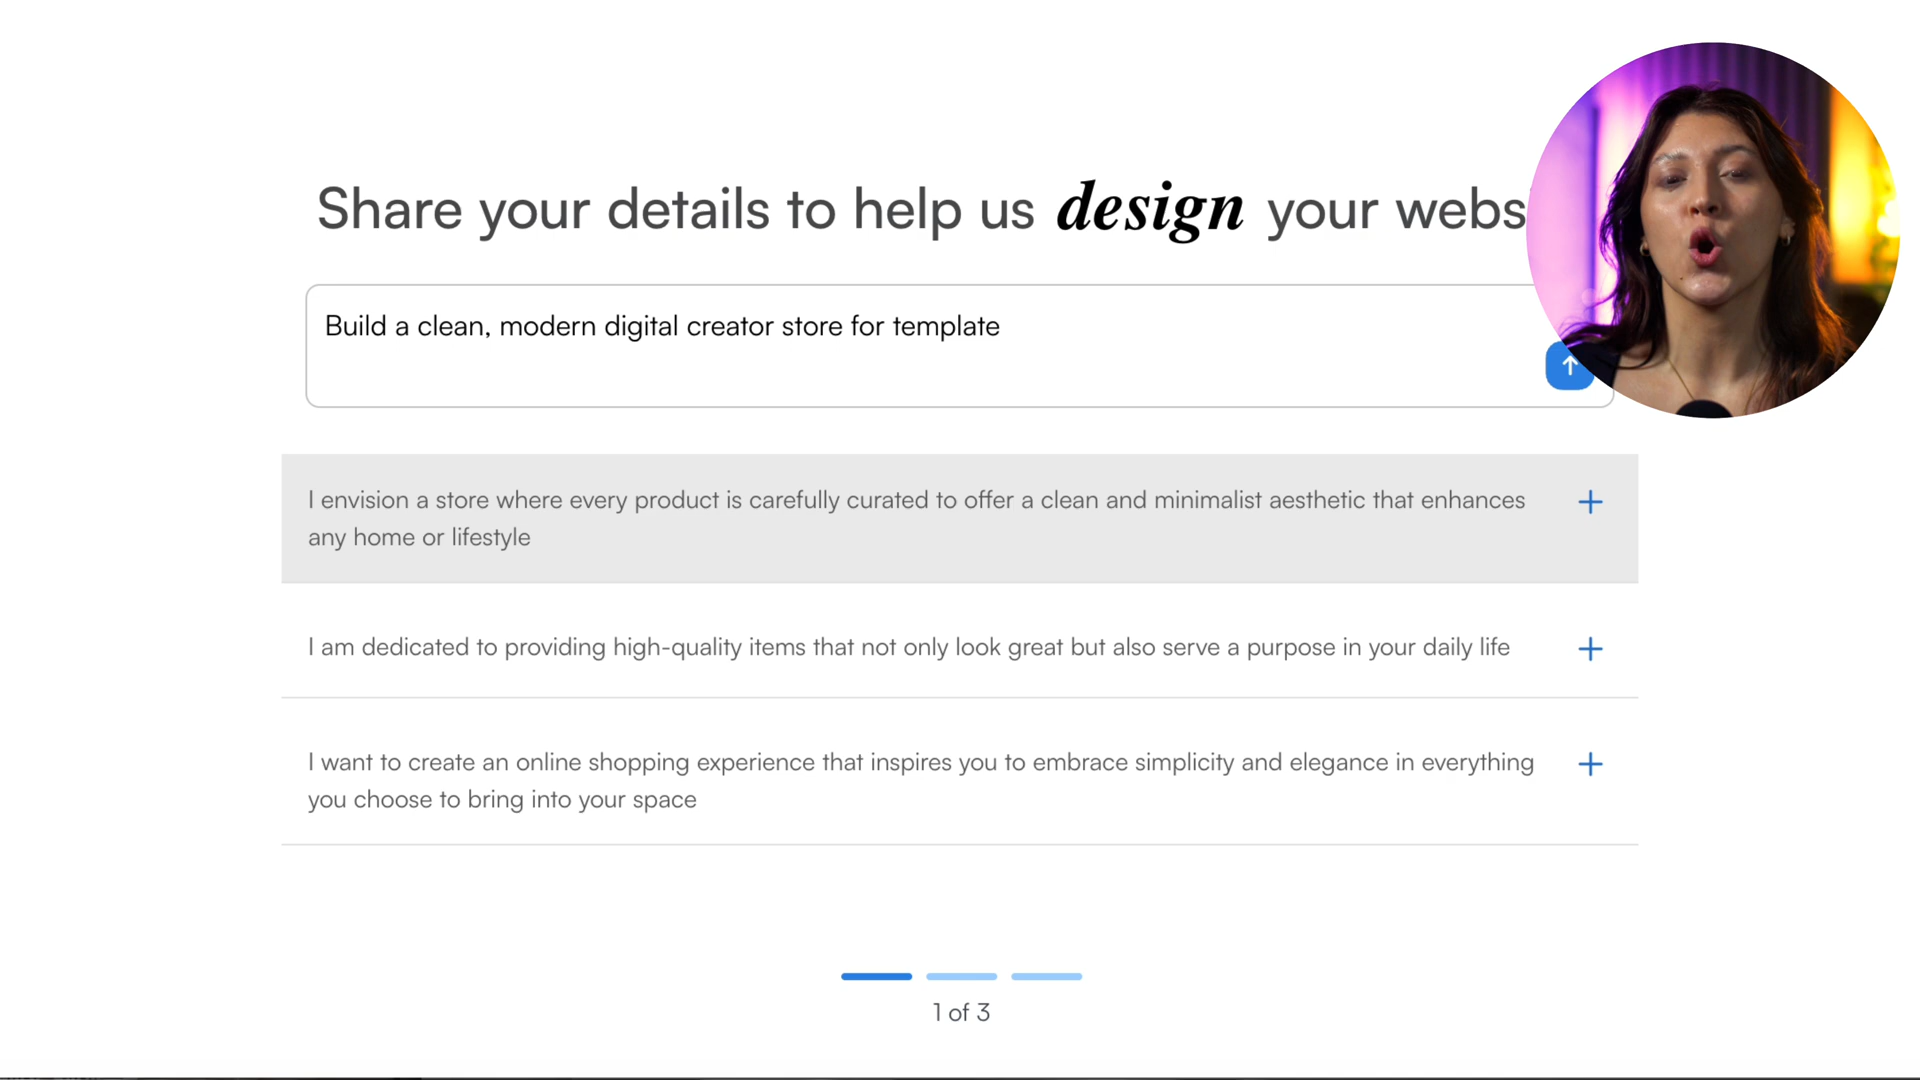 Share your details to help us design your webs
Build a clean, modern digital creator store for template
I envision a store where every product is carefully curated to offer a clean and minimalist aesthetic that enhances
any home or lifestyle
I am dedicated to providing high-quality items that not only look great but also serve a purpose in your daily life
I want to create an online shopping experience that inspires you to embrace simplicity and elegance in everything
you choose to bring into your space
1 of 3